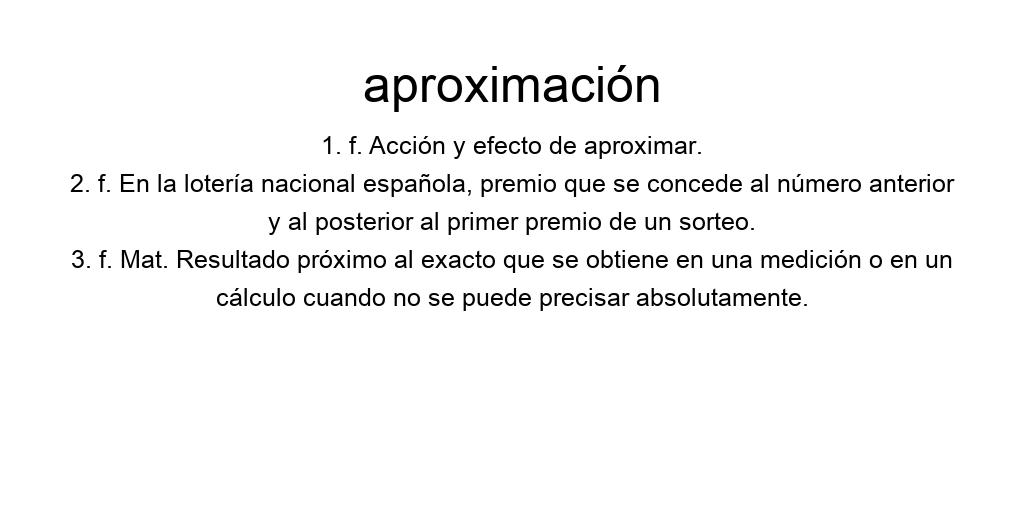 aproximación
1. f. Acción y efecto de aproximar.
2. f. En la lotería nacional española, premio que se concede al número anterior
y al posterior al primer premio de un sorteo.
3. f. Mat. Resultado próximo al exacto que se obtiene en una medición o en un
cálculo cuando no se puede precisar absolutamente.